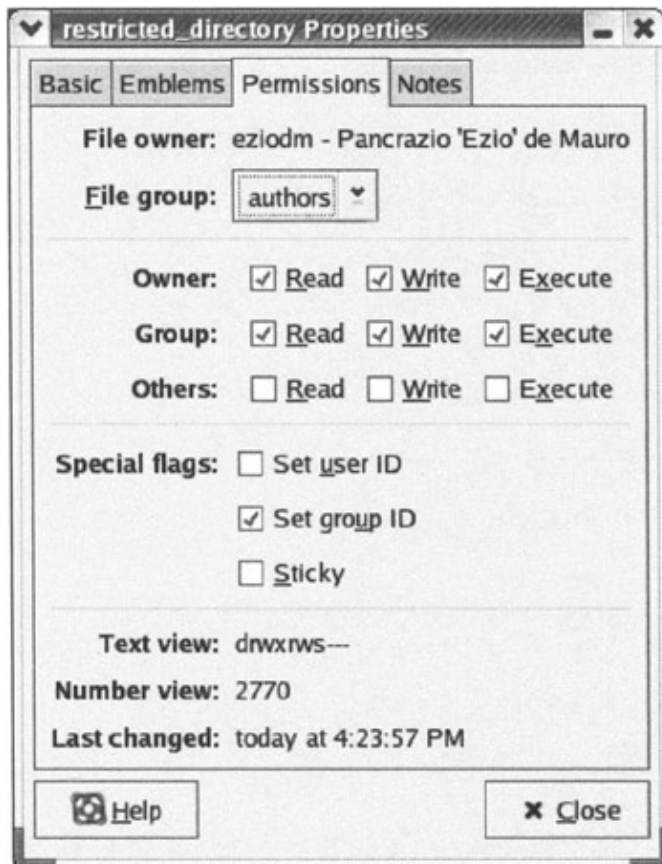 restricted_directory Properties
Basic Emblems Permissions Notes
File owner: eziodm - Pancrazio 'Ezio' de Mauro
File group: authors
Owner: Read Write Execute
Group: Read Write Execute
Others: Read Write Execute
Special flags: Set user ID
Set group ID
Sticky
Text view: drwxrws---
Number view: 2770
Last changed: today at 4:23:57 PM
Help Close